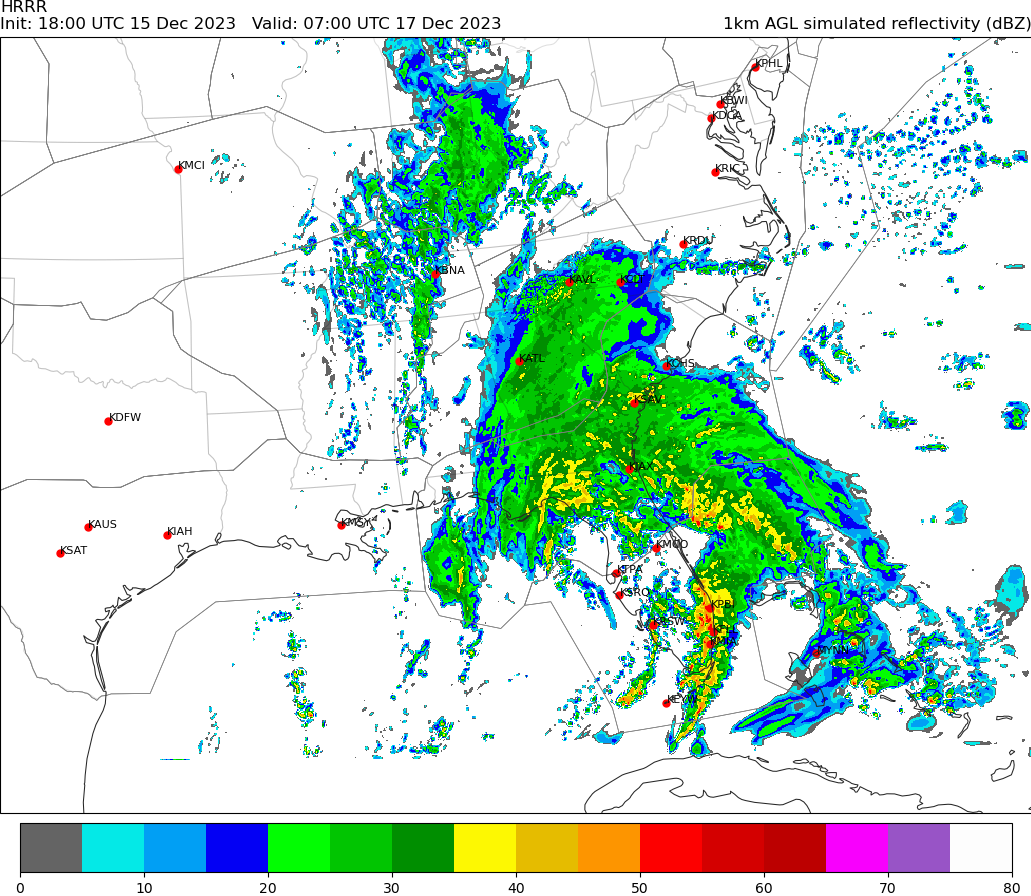 HRRR
Init: 18:00 UTC 15 Dec 2023 Valid: 07:00 UTC 17 Dec 2023 1km AGL simulated reflectivity (dBZ)
KPHL
KBWI
KDCA
KMCI
KRIC
KRDU
KBNA
KAVL
KATL
KCHS
KSAV
KDFW
KJAX
KAUS
KMSY
KIAH
KMCO
KSAT
KTPA
KSRQ
KPBI
KRSW
MYNN
KEYW
0 10 20 30 40 50 60 70 80